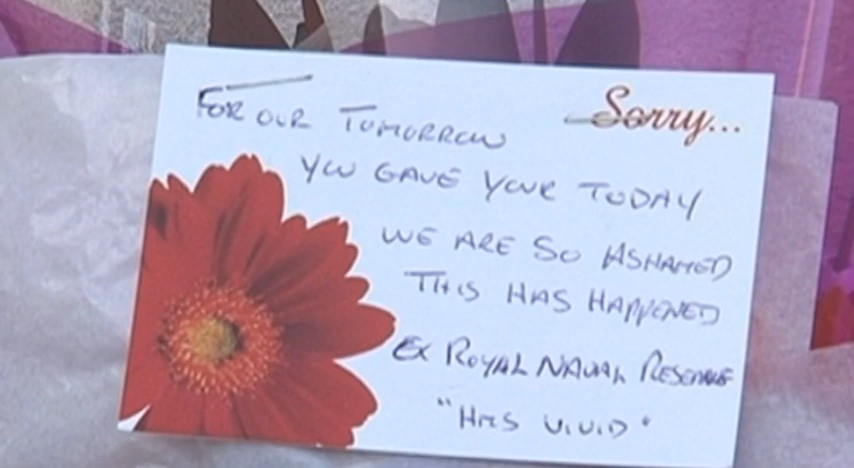 Sorry...
FOR OUR TOMORROW
YOU GAVE YOUR TODAY
WE ARE SO ASHAMED
THIS HAS HAPPENED
EX ROYAL NAVAL RESERVE
"HMS VIVID"